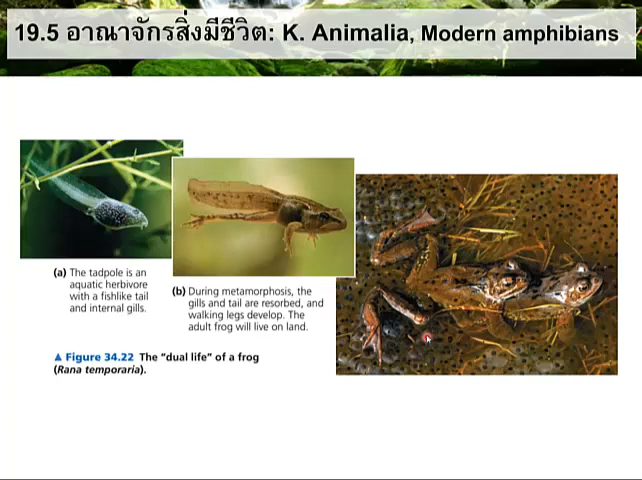 19.5 อาณาจักรสิ่งมีชีวิต: K. Animalia, Modern amphibians
(a) The tadpole is an
aquatic herbivore
with a fishlike tail
and internal gills.
(b) During metamorphosis, the
gills and tail are resorbed, and
walking legs develop. The
adult frog will live on land.
▲ Figure 34.22 The “dual life” of a frog
(Rana temporaria).